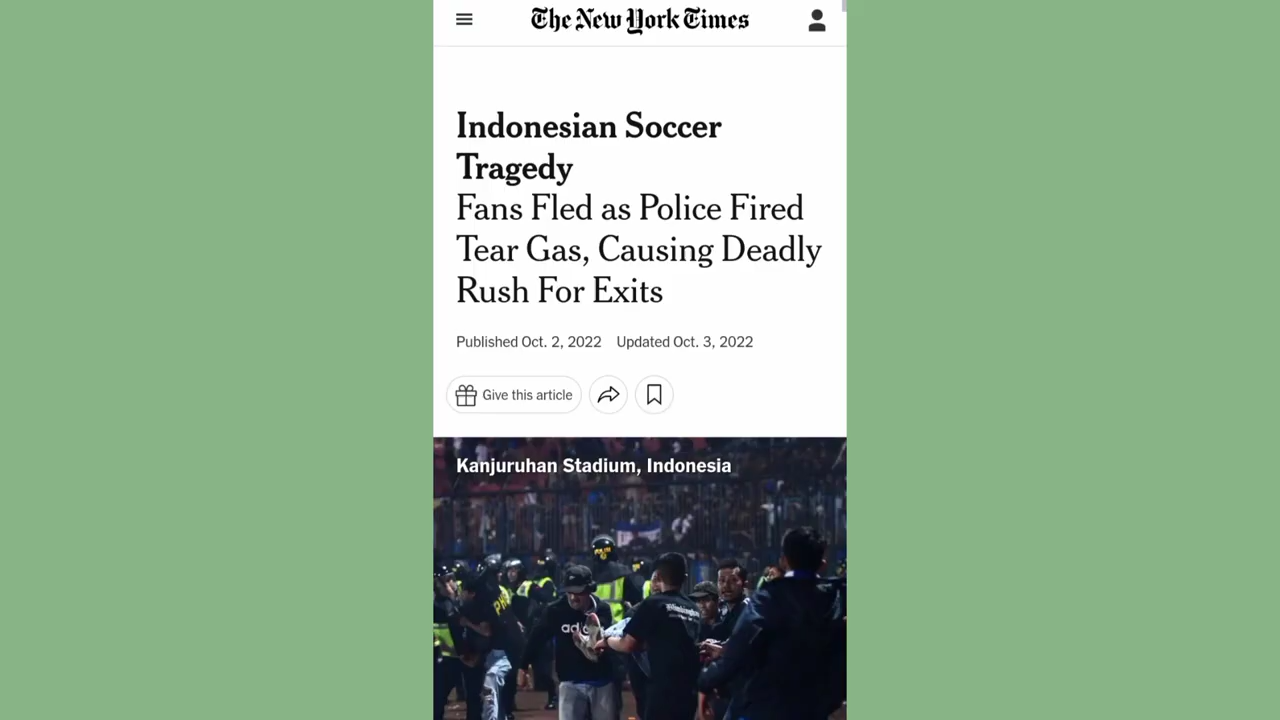 The New York Times
Indonesian Soccer
Tragedy
Fans Fled as Police Fired
Tear Gas, Causing Deadly
Rush For Exits
Published Oct. 2, 2022 Updated Oct. 3, 2022
Give this article
Kanjuruhan Stadium, Indonesia